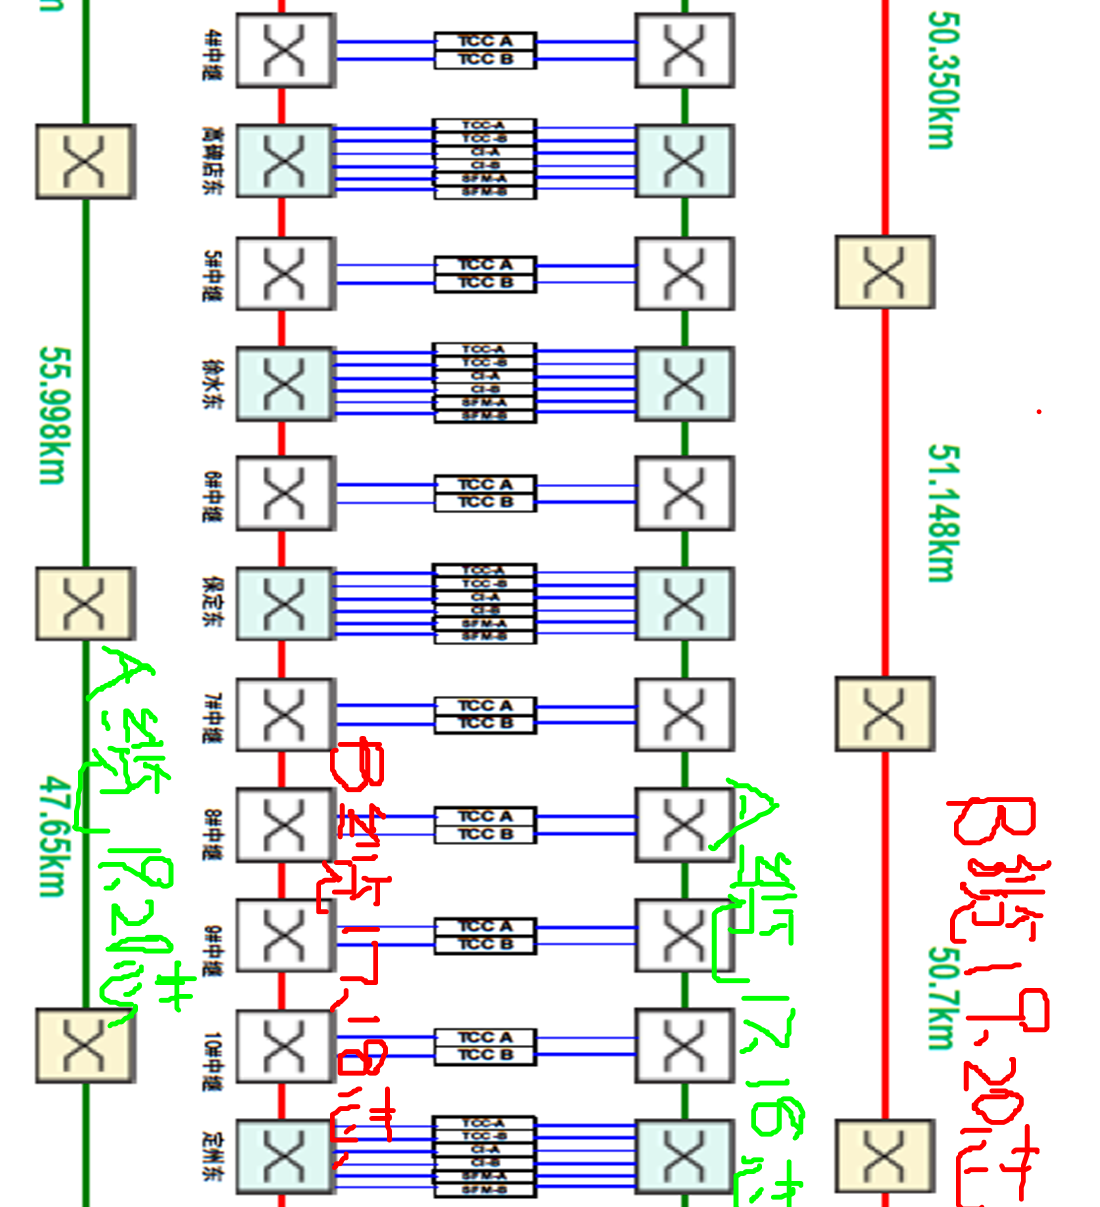 50.350km
4#中继
TCC A
TCC B
高碑店东
TCC-A
TCC-B
CI-A
CI-B
SFM-A
SFM-B
5#中继
TCC A
TCC B
55.998km
徐水东
TCC-A
TCC-B
CI-A
CI-B
SFM-A
SFM-B
51.148km
6#中继
TCC A
TCC B
保定东
TCC-A
TCC-B
CI-A
CI-B
SFM-A
SFM-B
7#中继
TCC A
TCC B
47.65km
A缆 19.20芯
8#中继
TCC A
TCC B
B缆 17.18芯
A缆 17.18芯
B缆 19.20芯
50.7km
9#中继
TCC A
TCC B
10#中继
TCC A
TCC B
定州东
TCC-A
TCC-B
CI-A
CI-B
SFM-A
SFM-B